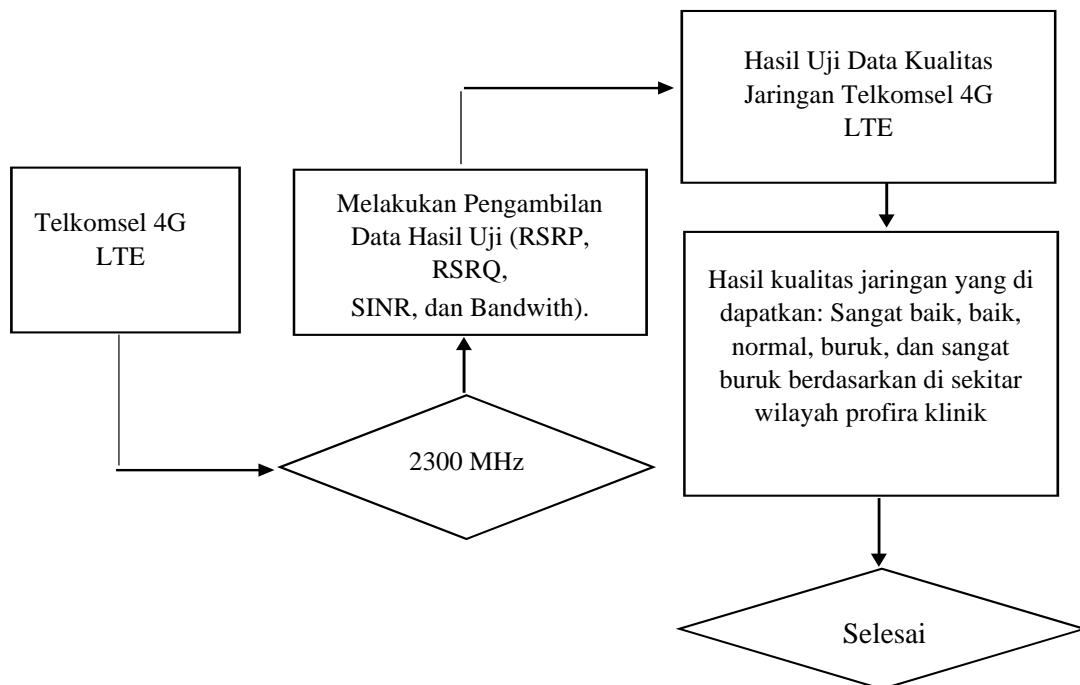 Telkomsel 4G
LTE
2300 MHz
Melakukan Pengambilan
Data Hasil Uji (RSRP,
RSRQ,
SINR, dan Bandwith).
Hasil Uji Data Kualitas
Jaringan Telkomsel 4G
LTE
Hasil kualitas jaringan yang di
dapatkan: Sangat baik, baik,
normal, buruk, dan sangat
buruk berdasarkan di sekitar
wilayah profira klinik
Selesai